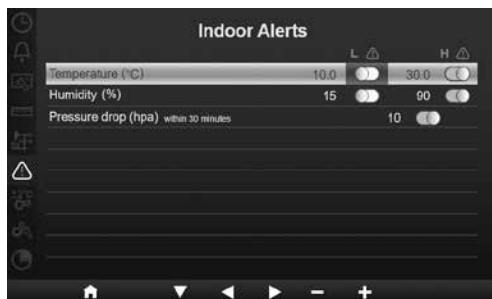 Indoor Alerts
L H
Temperature (°C) 10.0 30.0
Humidity (%) 15 90
Pressure drop (hpa) within 30 minutes 10